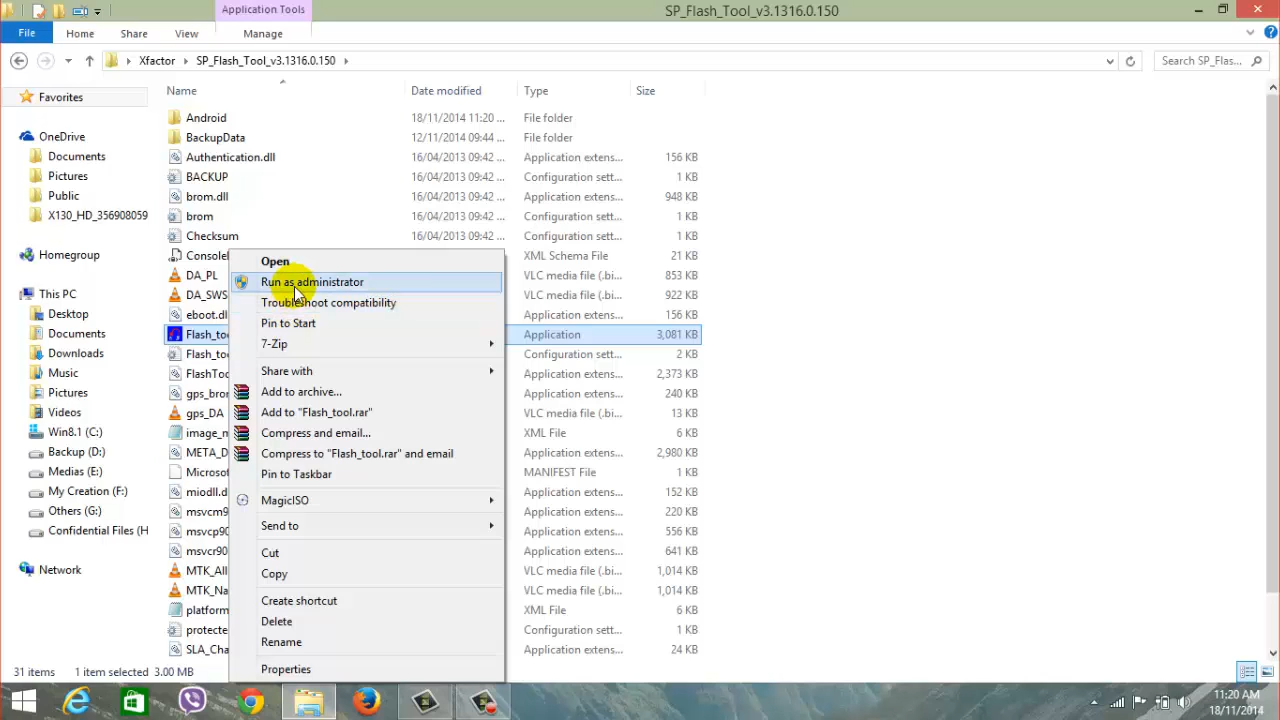 Application Tools
SP_Flash_Tool_v3.1316.0.150
File Home Share View Manage
Xfactor SP_Flash_Tool_v3.1316.0.150 Search SP_Flas...
Name Date modified Type Size
Favorites
OneDrive
Documents
Pictures
Public
X130_HD_356908059
Homegroup
This PC
Desktop
Documents
Downloads
Music
Pictures
Videos
Win8.1 (C:)
Backup (D:)
Medias (E:)
My Creation (F:)
Others (G:)
Confidential Files (H
Network
Android 18/11/2014 11:20 ... File folder
BackupData 12/11/2014 09:44 ... File folder
Authentication.dll 16/04/2013 09:42 ... Application extens... 156 KB
BACKUP 16/04/2013 09:42 ... Configuration sett... 1 KB
brom.dll 16/04/2013 09:42 ... Application extens... 948 KB
brom 16/04/2013 09:42 ... Configuration sett... 1 KB
Checksum 16/04/2013 09:42 ... Configuration sett... 1 KB
Console XML Schema File 21 KB
DA_PL VLC media file (.bi... 853 KB
DA_SWS VLC media file (.bi... 922 KB
eboot.dl Application extens... 156 KB
Flash_too Application 3,081 KB
Flash_too Configuration sett... 2 KB
FlashToo Application extens... 2,373 KB
gps_bron Application extens... 240 KB
gps_DA VLC media file (.bi... 13 KB
image_m XML File 6 KB
META_D Application extens... 2,980 KB
Microsof MANIFEST File 1 KB
miodll.d Application extens... 152 KB
msvcm9 Application extens... 220 KB
msvcp90 Application extens... 556 KB
msvcr90 Application extens... 641 KB
MTK_All VLC media file (.bi... 1,014 KB
MTK_Na VLC media file (.bi... 1,014 KB
platform XML File 6 KB
protecte Configuration sett... 1 KB
SLA_Cha Application extens... 24 KB
Open
Run as administrator
Troubleshoot compatibility
Pin to Start
7-Zip
Share with
Add to archive...
Add to "Flash_tool.rar"
Compress and email...
Compress to "Flash_tool.rar" and email
Pin to Taskbar
MagicISO
Send to
Cut
Copy
Create shortcut
Delete
Rename
Properties
31 items 1 item selected 3.00 MB
11:20 AM
18/11/2014